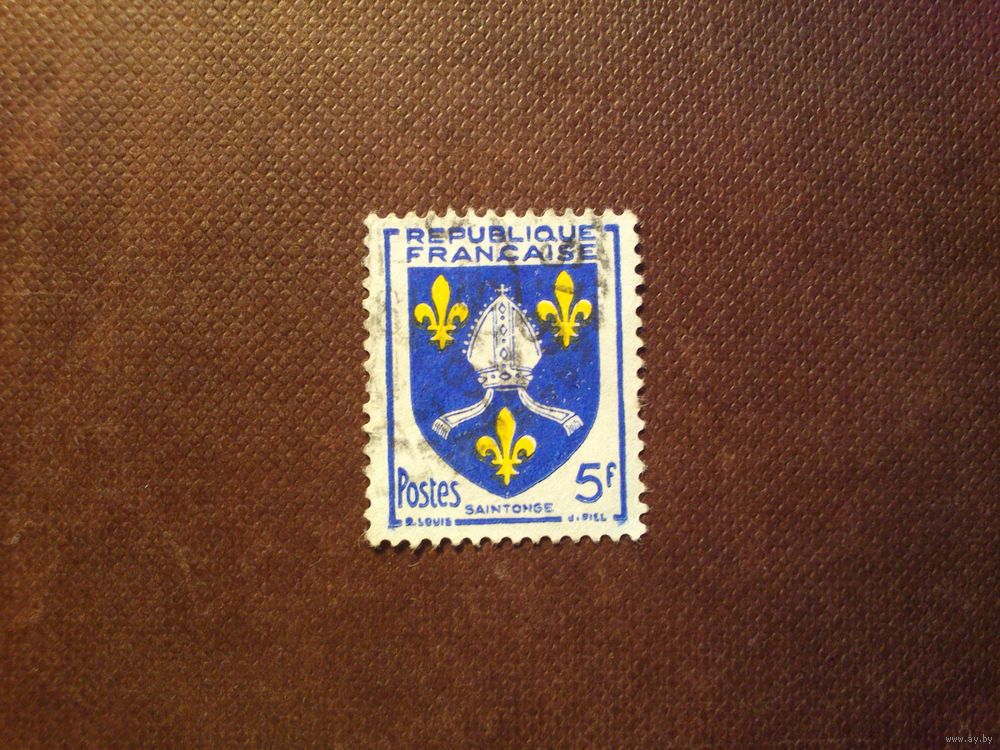 REPUBLIQUE
FRANÇAISE
Postes
5F
SAINTONGE
R. LOUIS
J. PIEL
www.ay.by